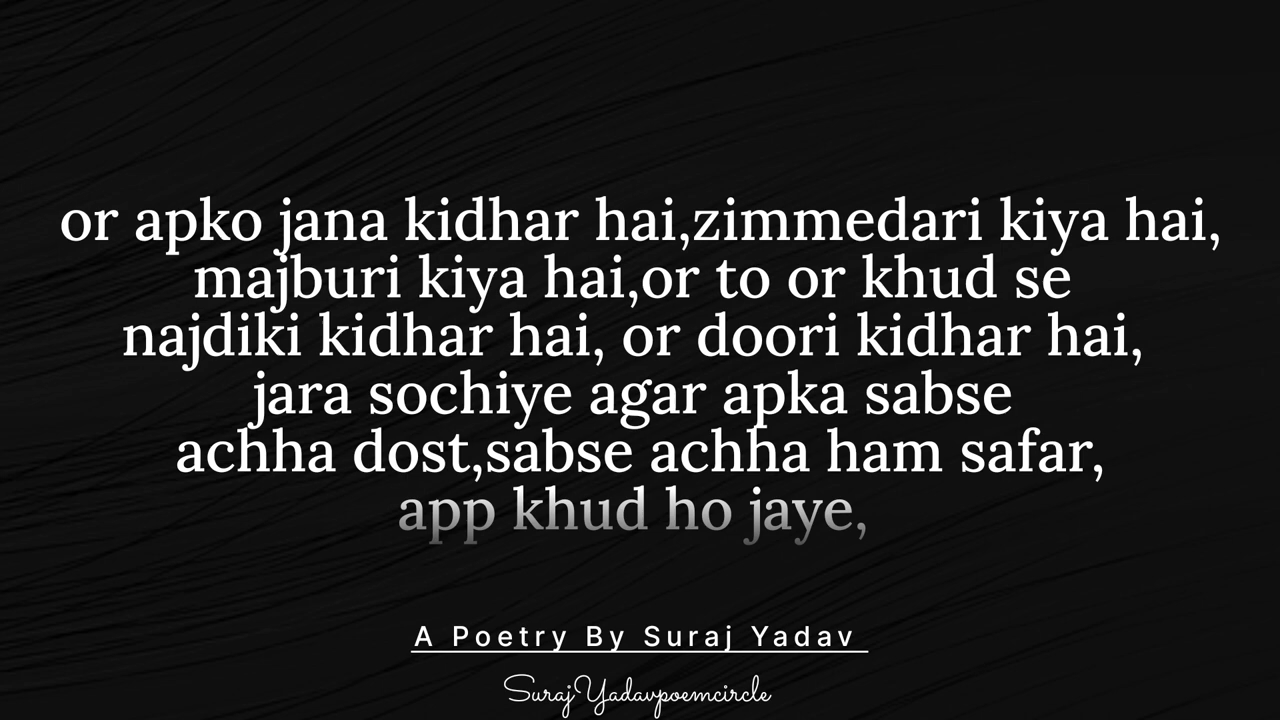 or apko jana kidhar hai,zimmedari kiya hai,
majburi kiya hai,or to or khud se
najdiki kidhar hai, or doori kidhar hai,
jara sochiye agar apka sabse
achha dost,sabse achha ham safar,
app khud ho jaye,
A Poetry By Suraj Yadav
SurajYadavpoemcircle